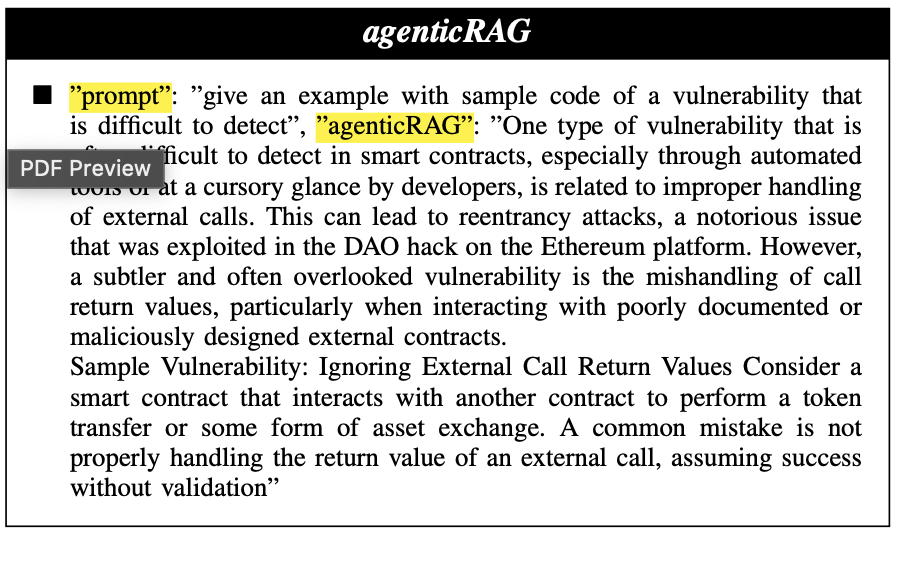 agenticRAG
■ ”prompt”: ”give an example with sample code of a vulnerability that
is difficult to detect”, ”agenticRAG”: ”One type of vulnerability that is
difficult to detect in smart contracts, especially through automated
PDF Preview
tools or at a cursory glance by developers, is related to improper handling
of external calls. This can lead to reentrancy attacks, a notorious issue
that was exploited in the DAO hack on the Ethereum platform. However,
a subtler and often overlooked vulnerability is the mishandling of call
return values, particularly when interacting with poorly documented or
maliciously designed external contracts.
Sample Vulnerability: Ignoring External Call Return Values Consider a
smart contract that interacts with another contract to perform a token
transfer or some form of asset exchange. A common mistake is not
properly handling the return value of an external call, assuming success
without validation”